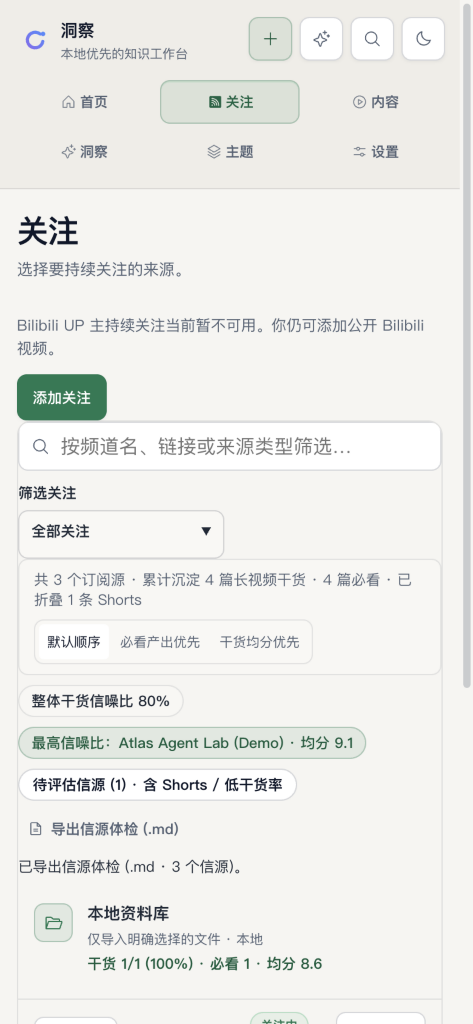 洞察
本地优先的知识工作台
首页
关注
内容
洞察
主题
设置
关注
选择要持续关注的来源。
Bilibili UP 主持续关注当前暂不可用。你仍可添加公开 Bilibili
视频。
添加关注
按频道名、链接或来源类型筛选…
筛选关注
全部关注
共 3 个订阅源 · 累计沉淀 4 篇长视频干货 · 4 篇必看 · 已
折叠 1 条 Shorts
默认顺序
必看产出优先
干货均分优先
整体干货信噪比 80%
最高信噪比：Atlas Agent Lab (Demo) · 均分 9.1
待评估信源 (1) · 含 Shorts / 低干货率
导出信源体检 (.md)
已导出信源体检 (.md · 3 个信源)。
本地资料库
仅导入明确选择的文件 · 本地
干货 1/1 (100%) · 必看 1 · 均分 8.6